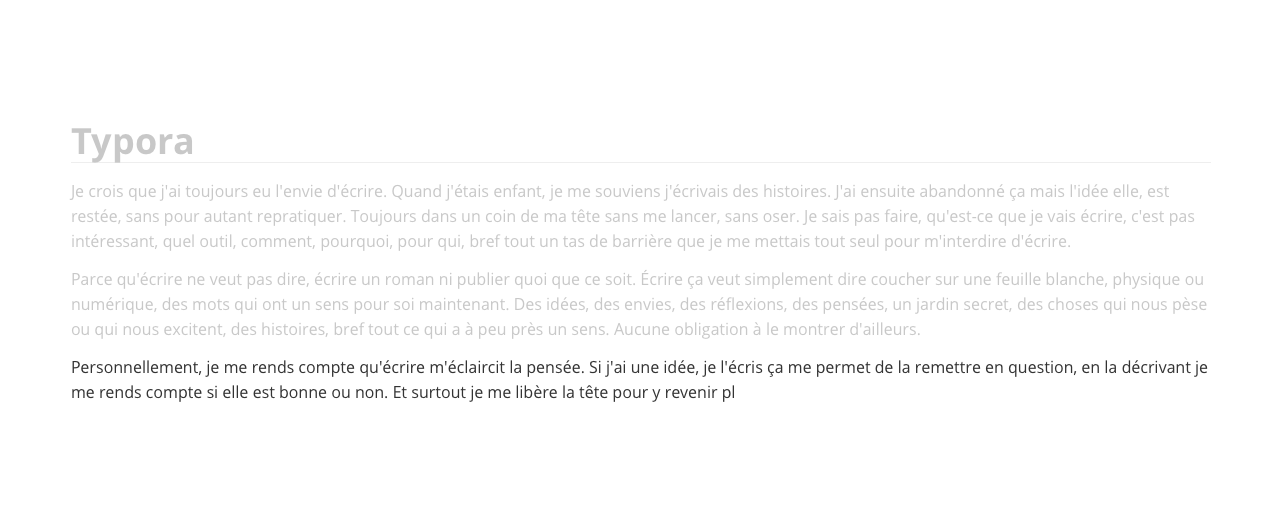 Typora
Je crois que j'ai toujours eu l'envie d'écrire. Quand j'étais enfant, je me souviens j'écrivais des histoires. J'ai ensuite abandonné ça mais l'idée elle, est
restée, sans pour autant repratiquer. Toujours dans un coin de ma tête sans me lancer, sans oser. Je sais pas faire, qu'est-ce que je vais écrire, c'est pas
intéressant, quel outil, comment, pourquoi, pour qui, bref tout un tas de barrière que je me mettais tout seul pour m'interdire d'écrire.
Parce qu'écrire ne veut pas dire, écrire un roman ni publier quoi que ce soit. Écrire ça veut simplement dire coucher sur une feuille blanche, physique ou
numérique, des mots qui ont un sens pour soi maintenant. Des idées, des envies, des réflexions, des pensées, un jardin secret, des choses qui nous pèse
ou qui nous excitent, des histoires, bref tout ce qui a à peu près un sens. Aucune obligation à le montrer d'ailleurs.
Personnellement, je me rends compte qu'écrire m'éclaircit la pensée. Si j'ai une idée, je l'écris ça me permet de la remettre en question, en la décrivant je
me rends compte si elle est bonne ou non. Et surtout je me libère la tête pour y revenir pl